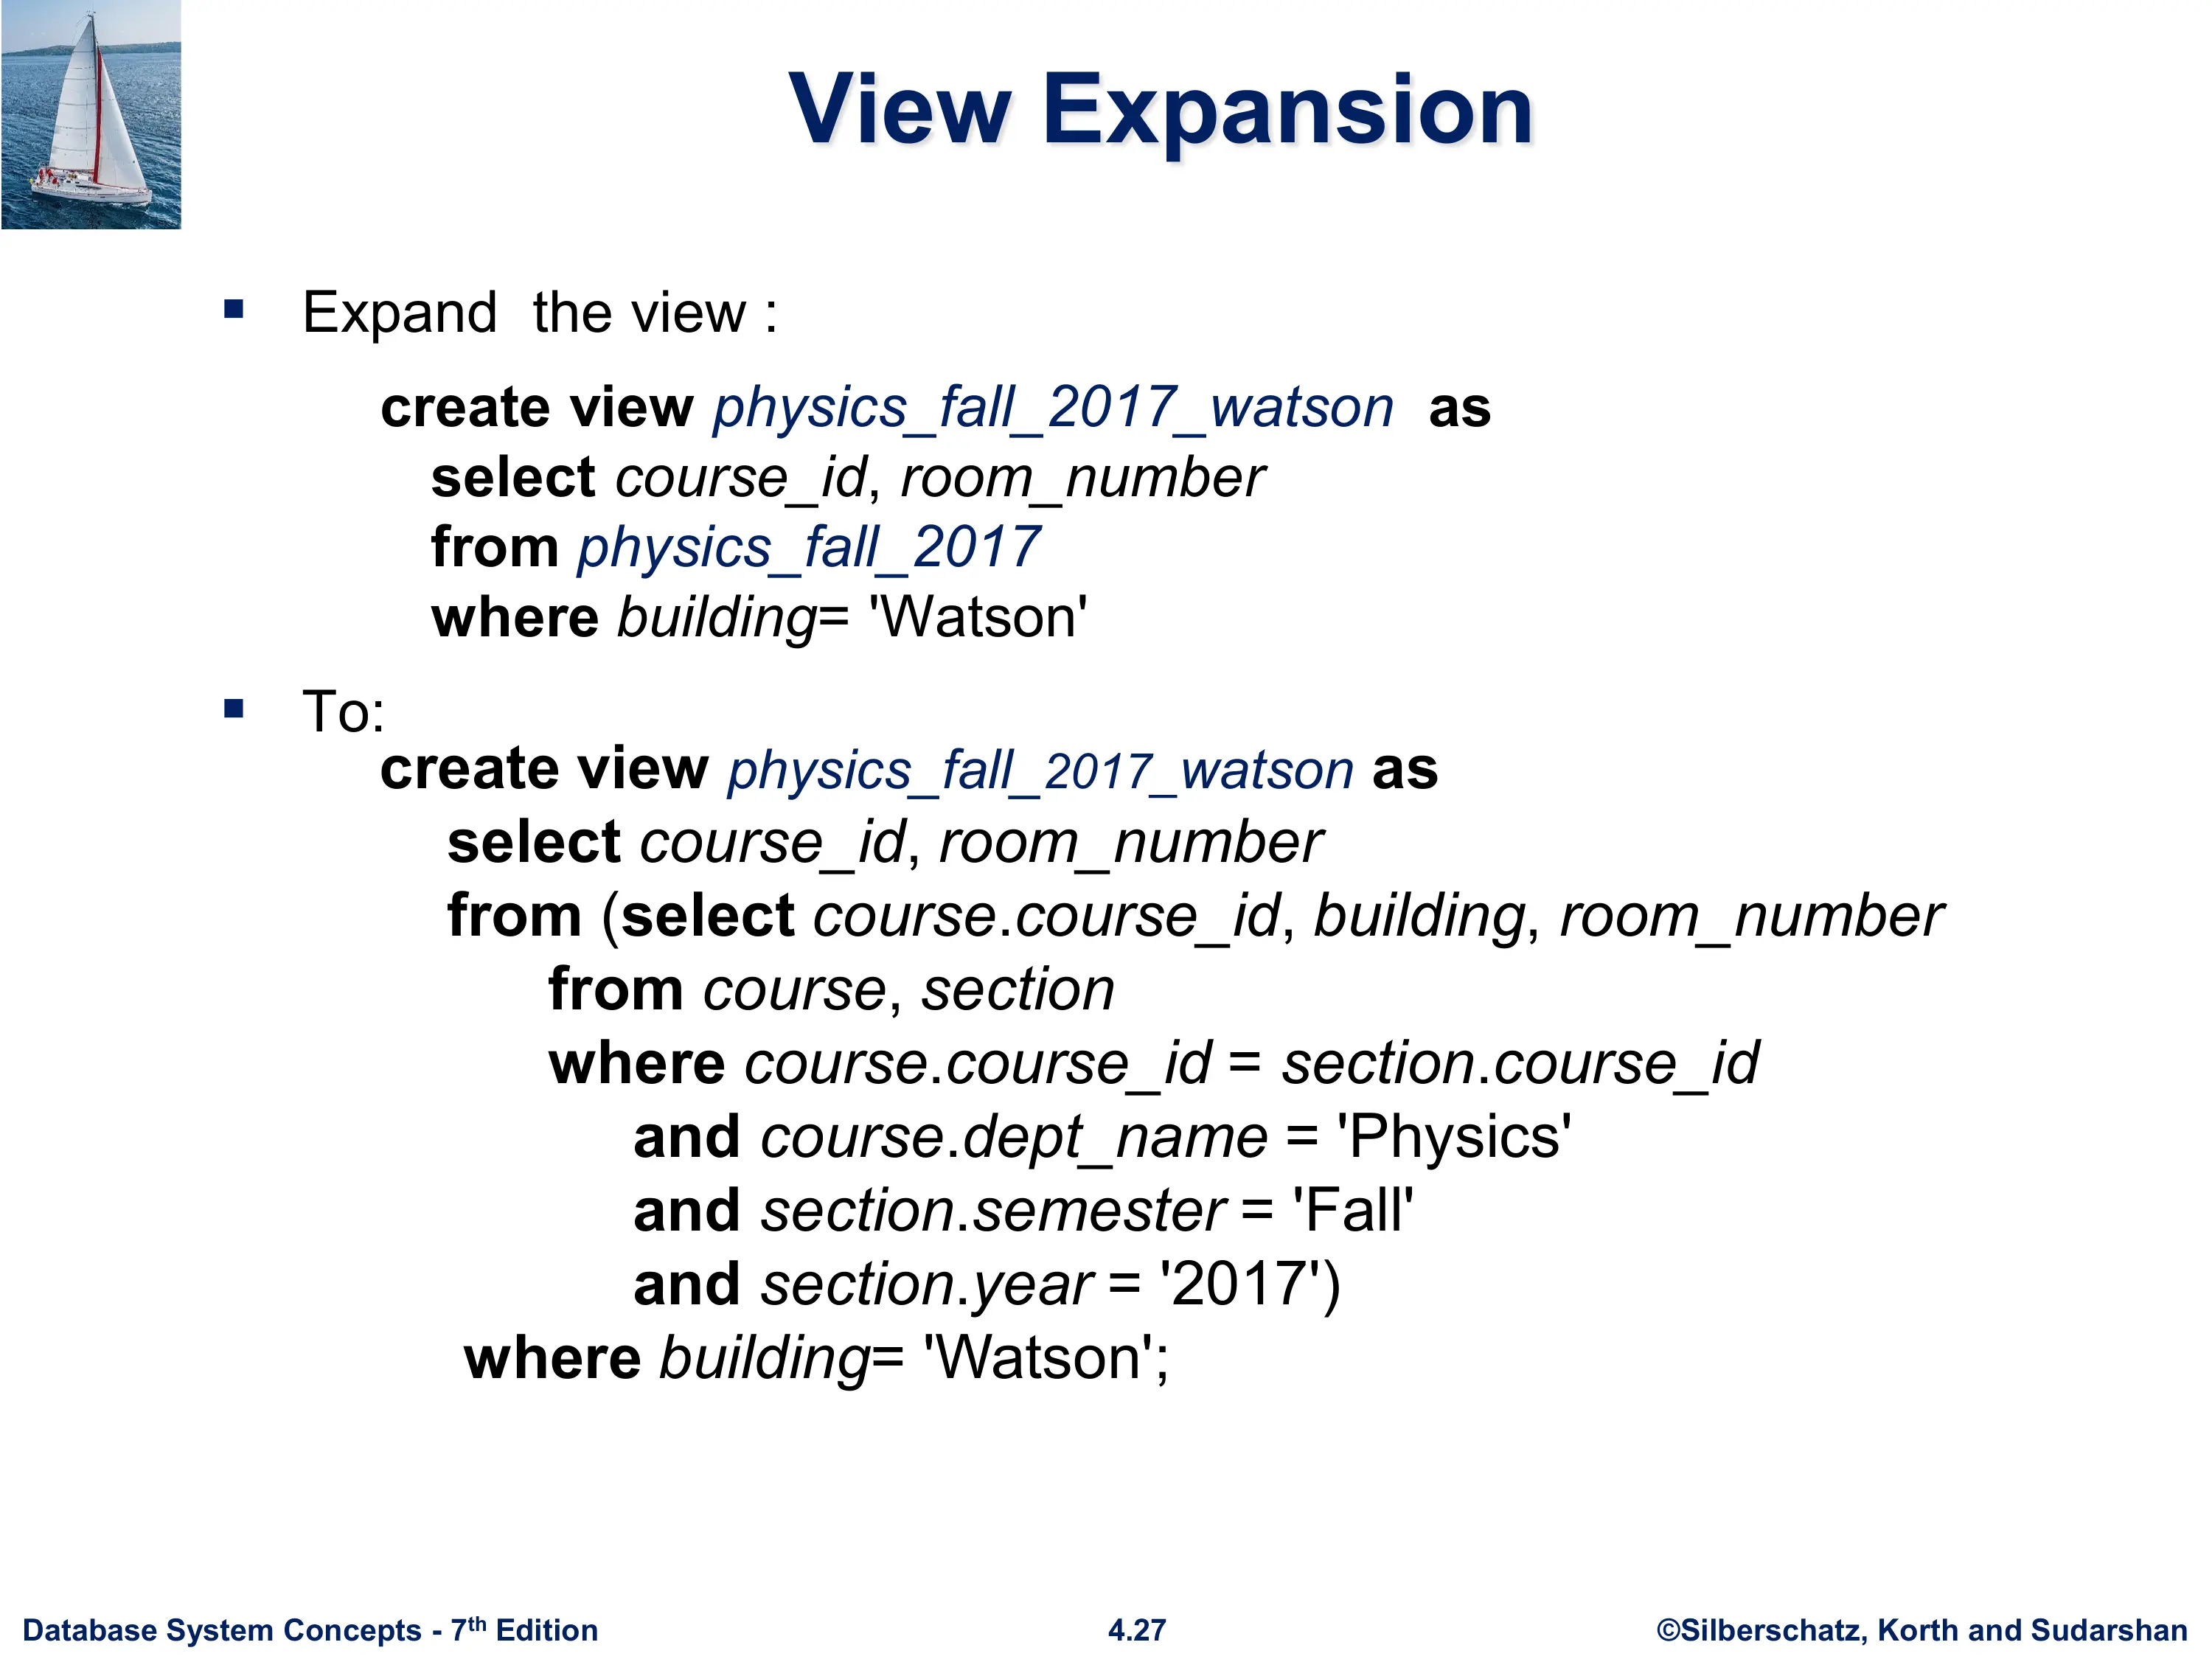 View Expansion
▪ Expand  the view :
create view physics_fall_2017_watson  as
select course_id, room_number
from physics_fall_2017
where building= 'Watson'
▪ To:
create view physics_fall_2017_watson as
select course_id, room_number
from (select course.course_id, building, room_number
from course, section
where course.course_id = section.course_id
and course.dept_name = 'Physics'
and section.semester = 'Fall'
and section.year = '2017')
where building= 'Watson';
Database System Concepts - 7th Edition 4.27 ©Silberschatz, Korth and Sudarshan